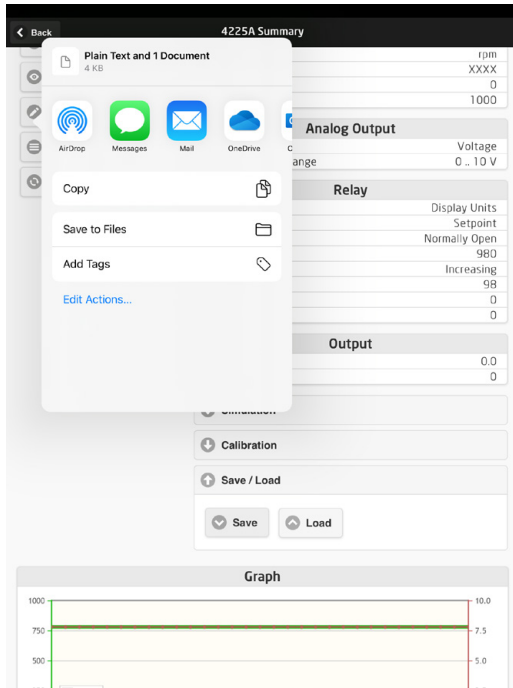 Back
4225A Summary
Plain Text and 1 Document
4 KB
AirDrop
Messages
Mail
OneDrive
Copy
Save to Files
Add Tags
Edit Actions...
rpm
XXXX
0
1000
Analog Output
Voltage
ange
0 .. 10 V
Relay
Display Units
Setpoint
Normally Open
980
Increasing
98
0
0
Output
0.0
0
Simulation
Calibration
Save / Load
Save
Load
Graph
1000
750
500
10.0
7.5
5.0